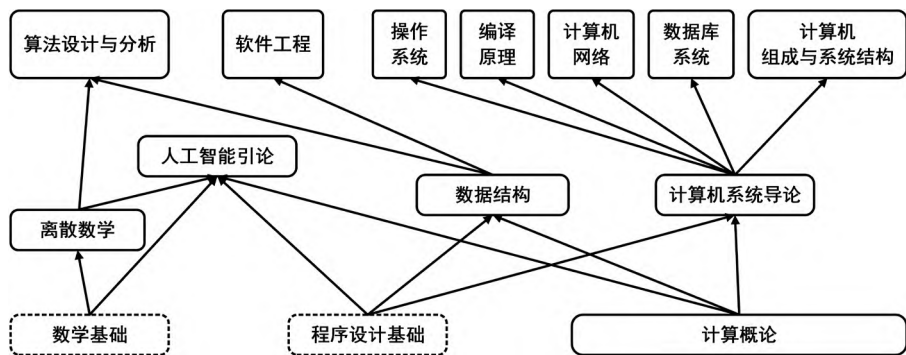 算法设计与分析
软件工程
操作
系统
编译
原理
计算机
网络
数据库
系统
计算机
组成与系统结构
人工智能引论
数据结构
计算机系统导论
离散数学
数学基础
程序设计基础
计算概论